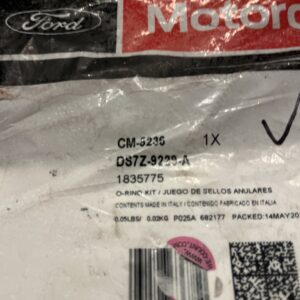 Ford
Motorc
CM-5236 1X
DS7Z-9229-A
1835775
O-RING KIT / JUEGO DE SELLOS ANULARES
CONTENTS MADE IN ITALY / CONTENIDO FABRICADO EN ITALIA
0.05LBS/ 0.02KG P025A 682177 PACKED:14MAY20